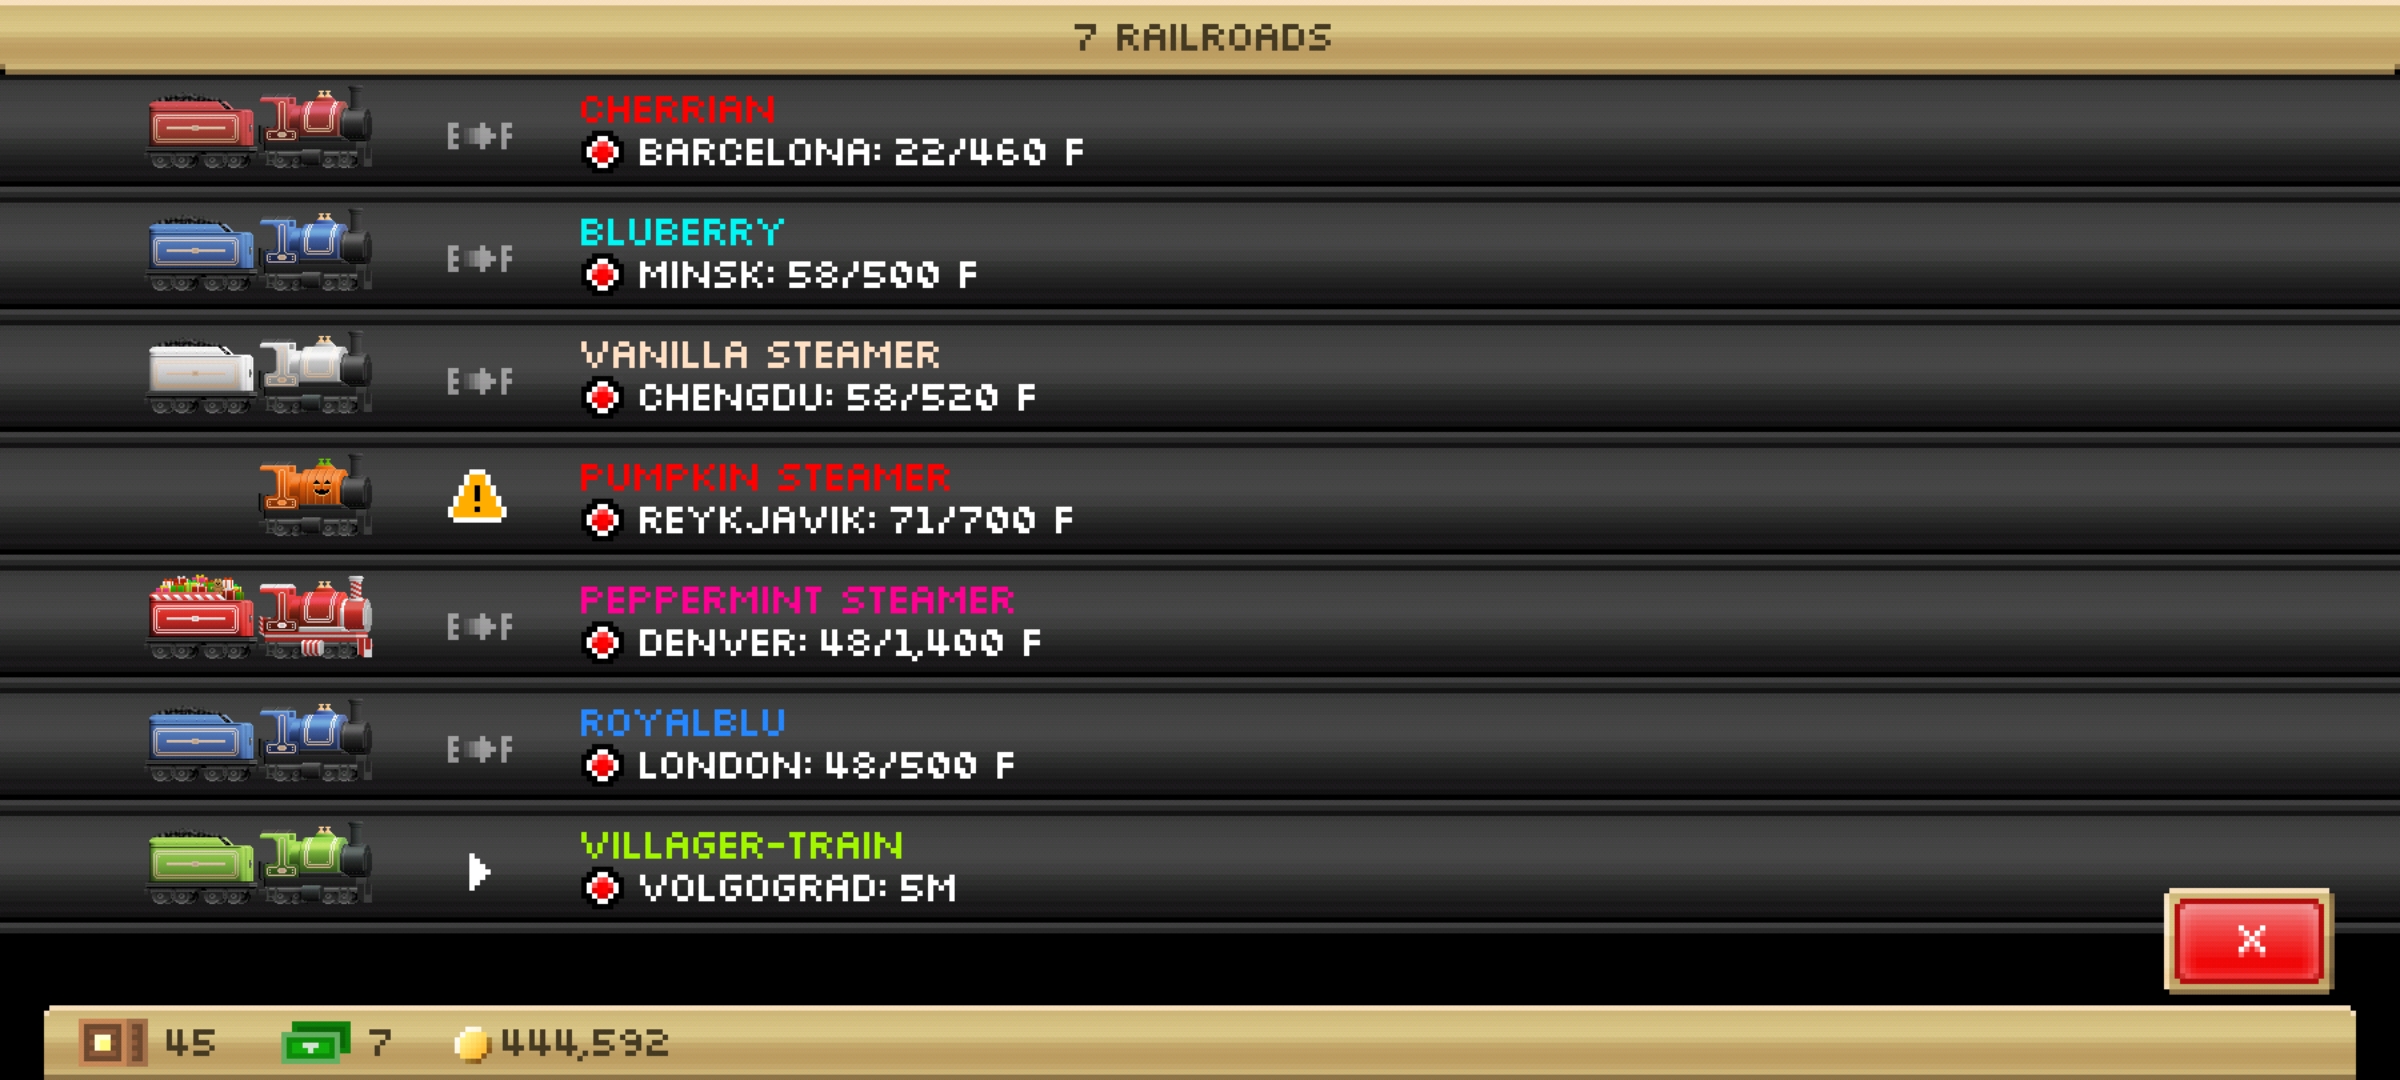 7 RAILROADS
CHERRIAN
E F
BARCELONA: 22/460 F
BLUBERRY
E F
MINSK: 58/500 F
VANILLA STEAMER
E F
CHENGDU: 58/520 F
PUMPKIN STEAMER
!
REYKJAVIK: 71/700 F
PEPPERMINT STEAMER
E F
DENVER: 48/1,400 F
ROYALBLU
E F
LONDON: 48/500 F
VILLAGER-TRAIN
VOLGOGRAD: 5M
X
45 7 444,592